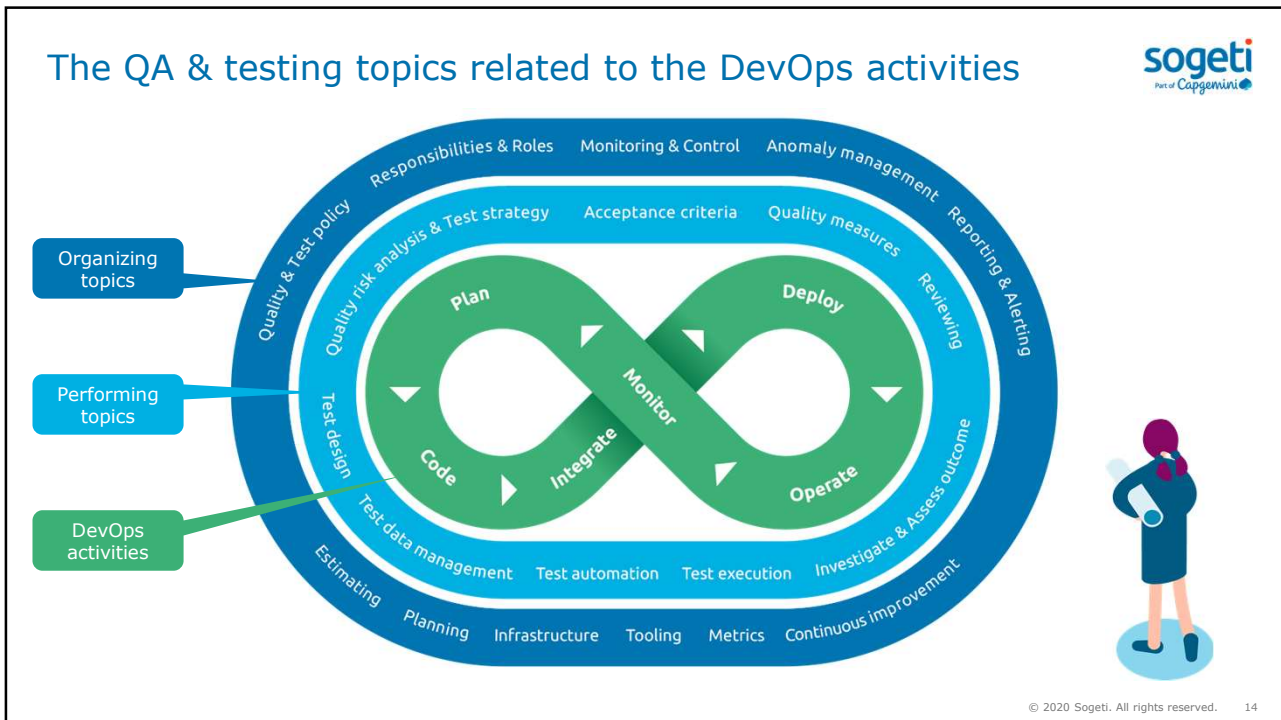 The QA & testing topics related to the DevOps activities
sogeti
Part of Capgemini
Organizing
topics
Performing
topics
DevOps
activities
Quality & Test policy
Responsibilities & Roles
Monitoring & Control
Anomaly management
Reporting & Alerting
Quality risk analysis & Test strategy
Acceptance criteria
Quality measures
Reviewing
Plan
Deploy
Monitor
Code
Integrate
Operate
Test design
Test data management
Test automation
Test execution
Investigate & Assess outcome
Estimating
Planning
Infrastructure
Tooling
Metrics
Continuous improvement
© 2020 Sogeti. All rights reserved. 14